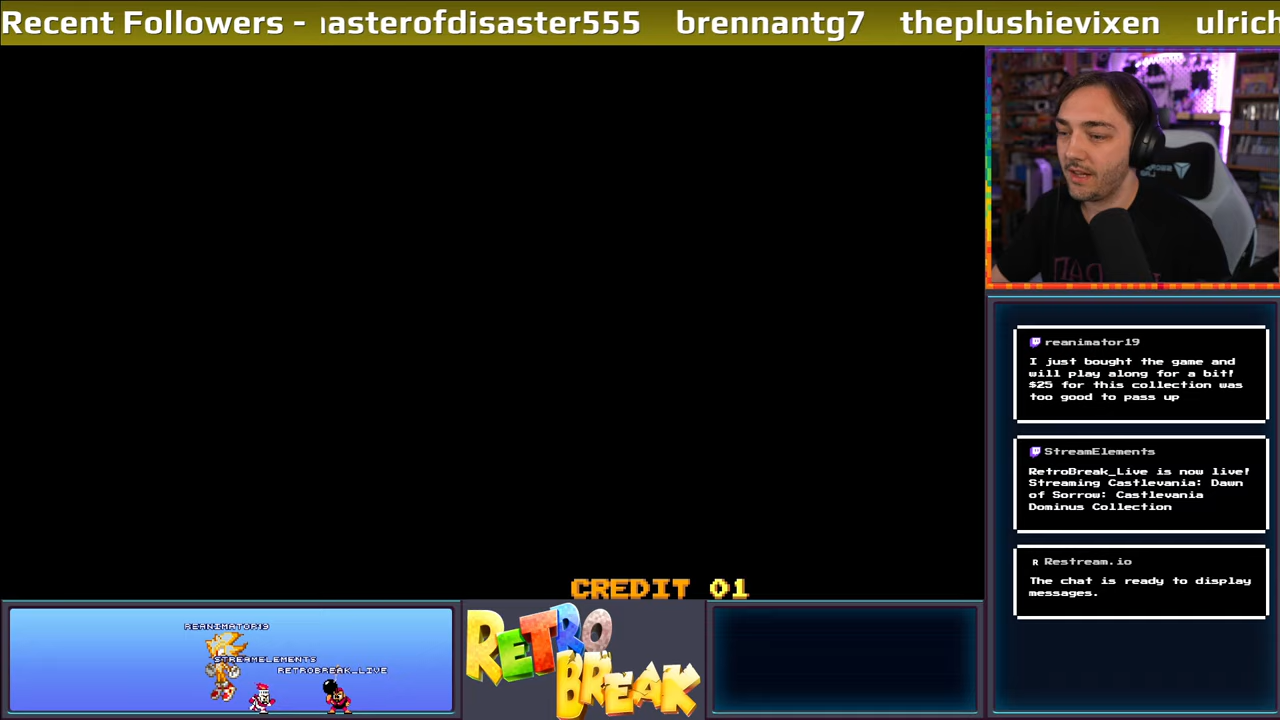 Recent Followers - asterofdisaster555 brennantg7 theplushievixen ulrich
reanimator19
I just bought the game and
will play along for a bit!
$25 for this collection was
too good to pass up
StreamElements
RetroBreak_Live is now live!
Streaming Castlevania: Dawn
of Sorrow: Castlevania
Dominus Collection
R Restream.io
The chat is ready to display
messages.
CREDIT 01
REANIMATOR19
STREAMELEMENTS
RETROBREAK_LIVE
RETRO
BREAK